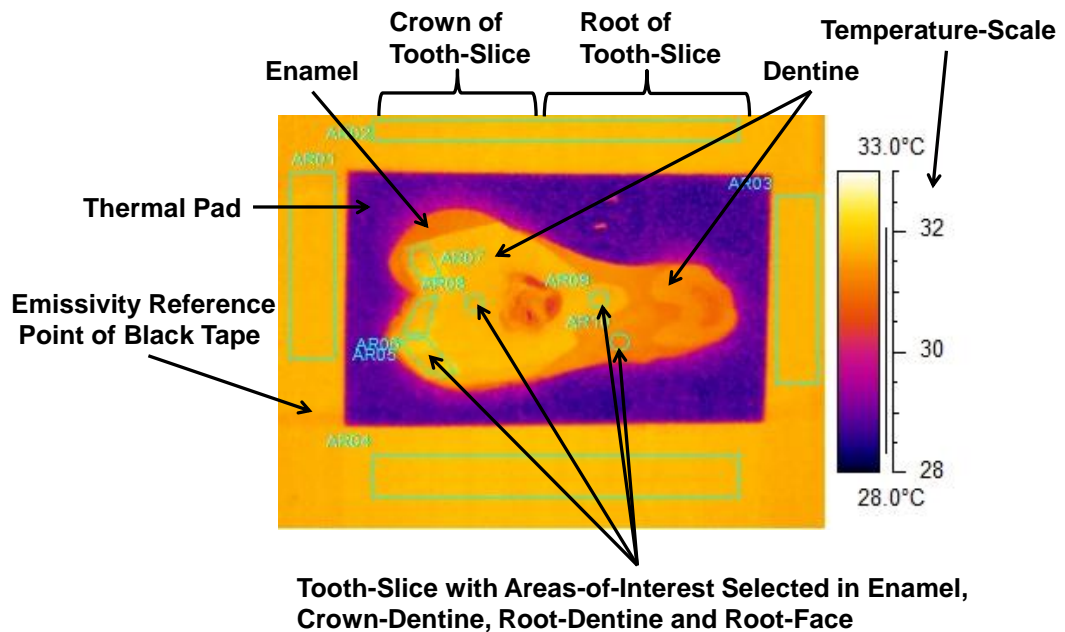 Crown of
Tooth-Slice
Root of
Tooth-Slice
Temperature-Scale
Enamel
Dentine
AR02
AR01
33.0°C
AR03
Thermal Pad
32
AR07
AR08
AR09
Emissivity Reference
Point of Black Tape
AR1
AR06
AR05
30
AR04
28
28.0°C
Tooth-Slice with Areas-of-Interest Selected in Enamel,
Crown-Dentine, Root-Dentine and Root-Face